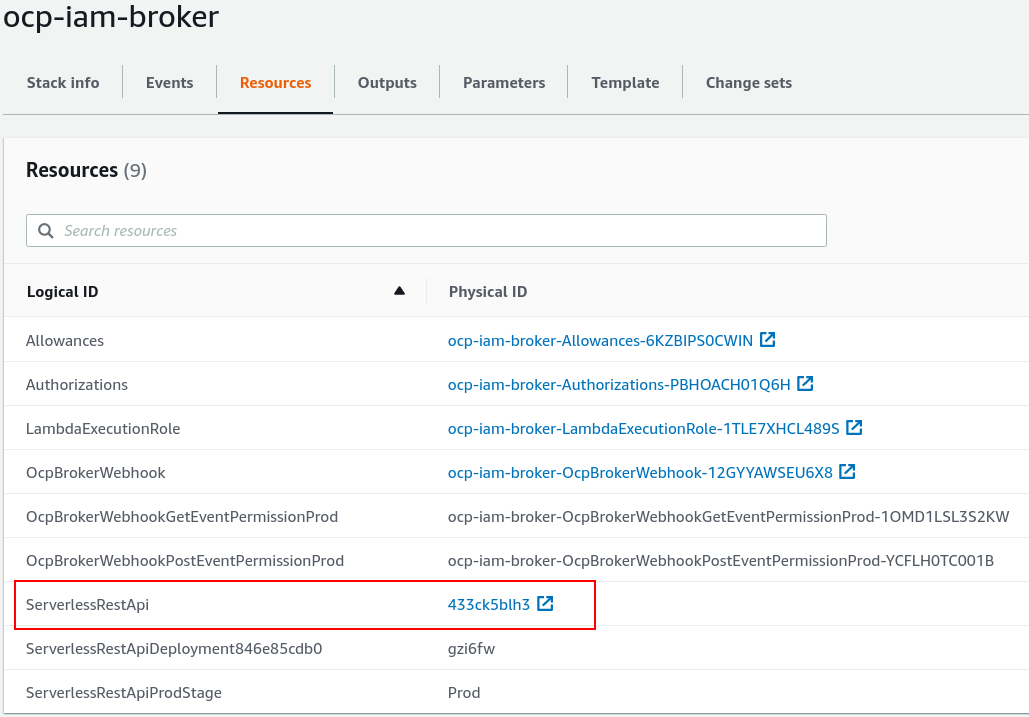 ocp-iam-broker
Stack info Events Resources Outputs Parameters Template Change sets
Resources (9)
Search resources
Logical ID Physical ID
Allowances ocp-iam-broker-Allowances-6KZBIPS0CWIN
Authorizations ocp-iam-broker-Authorizations-PBHOACH01Q6H
LambdaExecutionRole ocp-iam-broker-LambdaExecutionRole-1TLE7XHCL489S
OcpBrokerWebhook ocp-iam-broker-OcpBrokerWebhook-12GYYAWSEU6X8
OcpBrokerWebhookGetEventPermissionProd ocp-iam-broker-OcpBrokerWebhookGetEventPermissionProd-1OMD1LSL3S2KW
OcpBrokerWebhookPostEventPermissionProd ocp-iam-broker-OcpBrokerWebhookPostEventPermissionProd-YCFLH0TC001B
ServerlessRestApi 433ck5blh3
ServerlessRestApiDeployment846e85cdb0 gzi6fw
ServerlessRestApiProdStage Prod